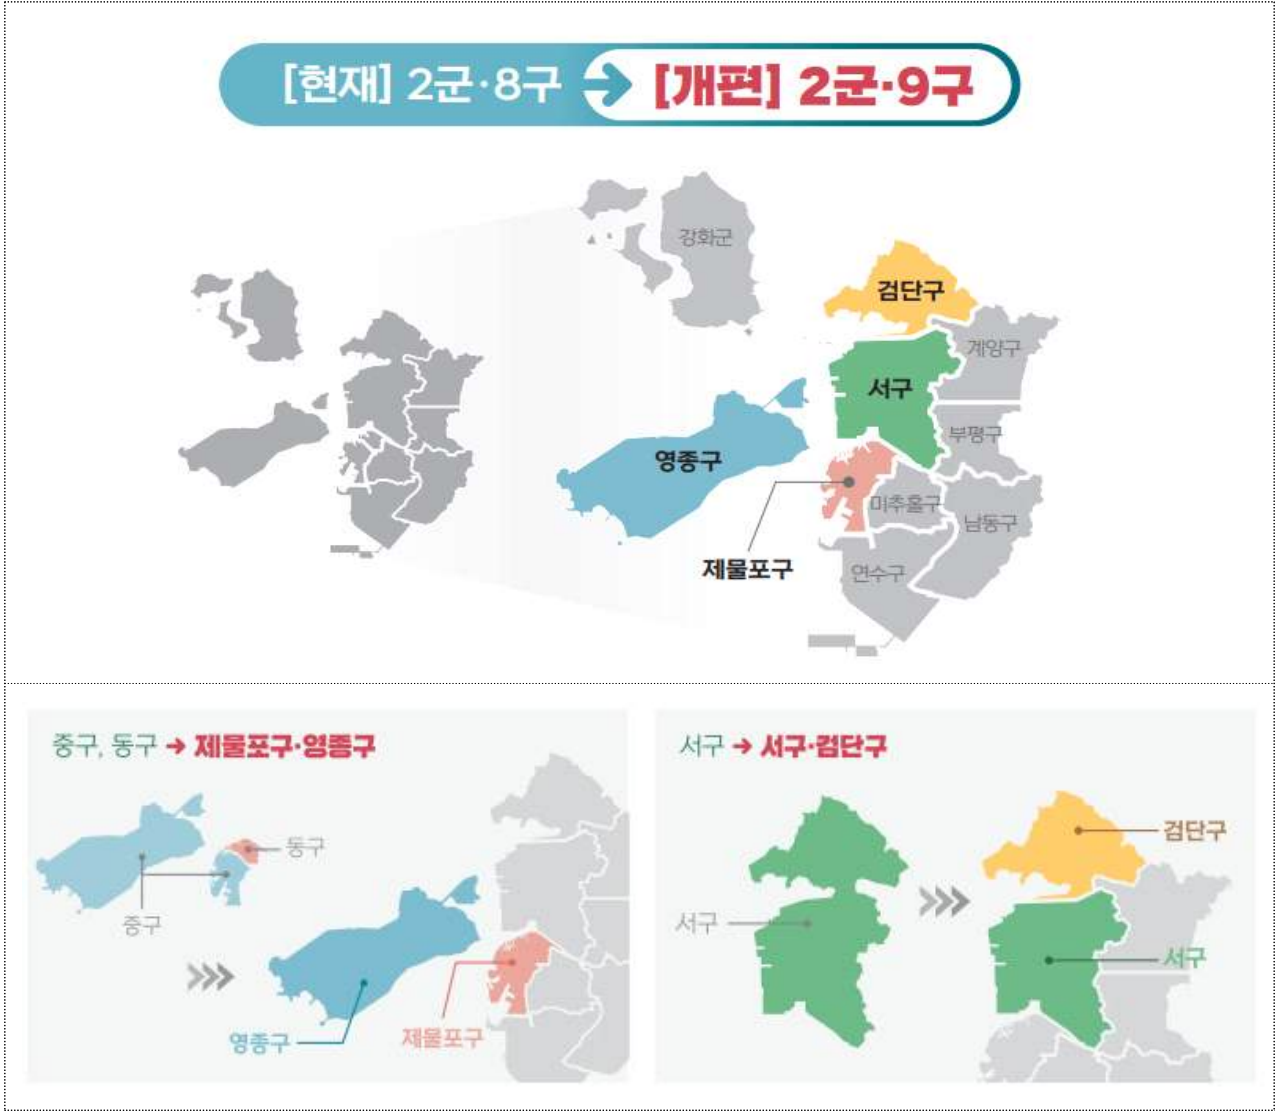 [현재] 2군·8구 → [개편] 2군·9구
강화군
검단구
계양구
서구
부평구
영종구
미추홀구
남동구
제물포구
연수구
중구, 동구 → 제물포구·영종구
동구
중구
영종구
제물포구
서구 → 서구·검단구
검단구
서구
서구